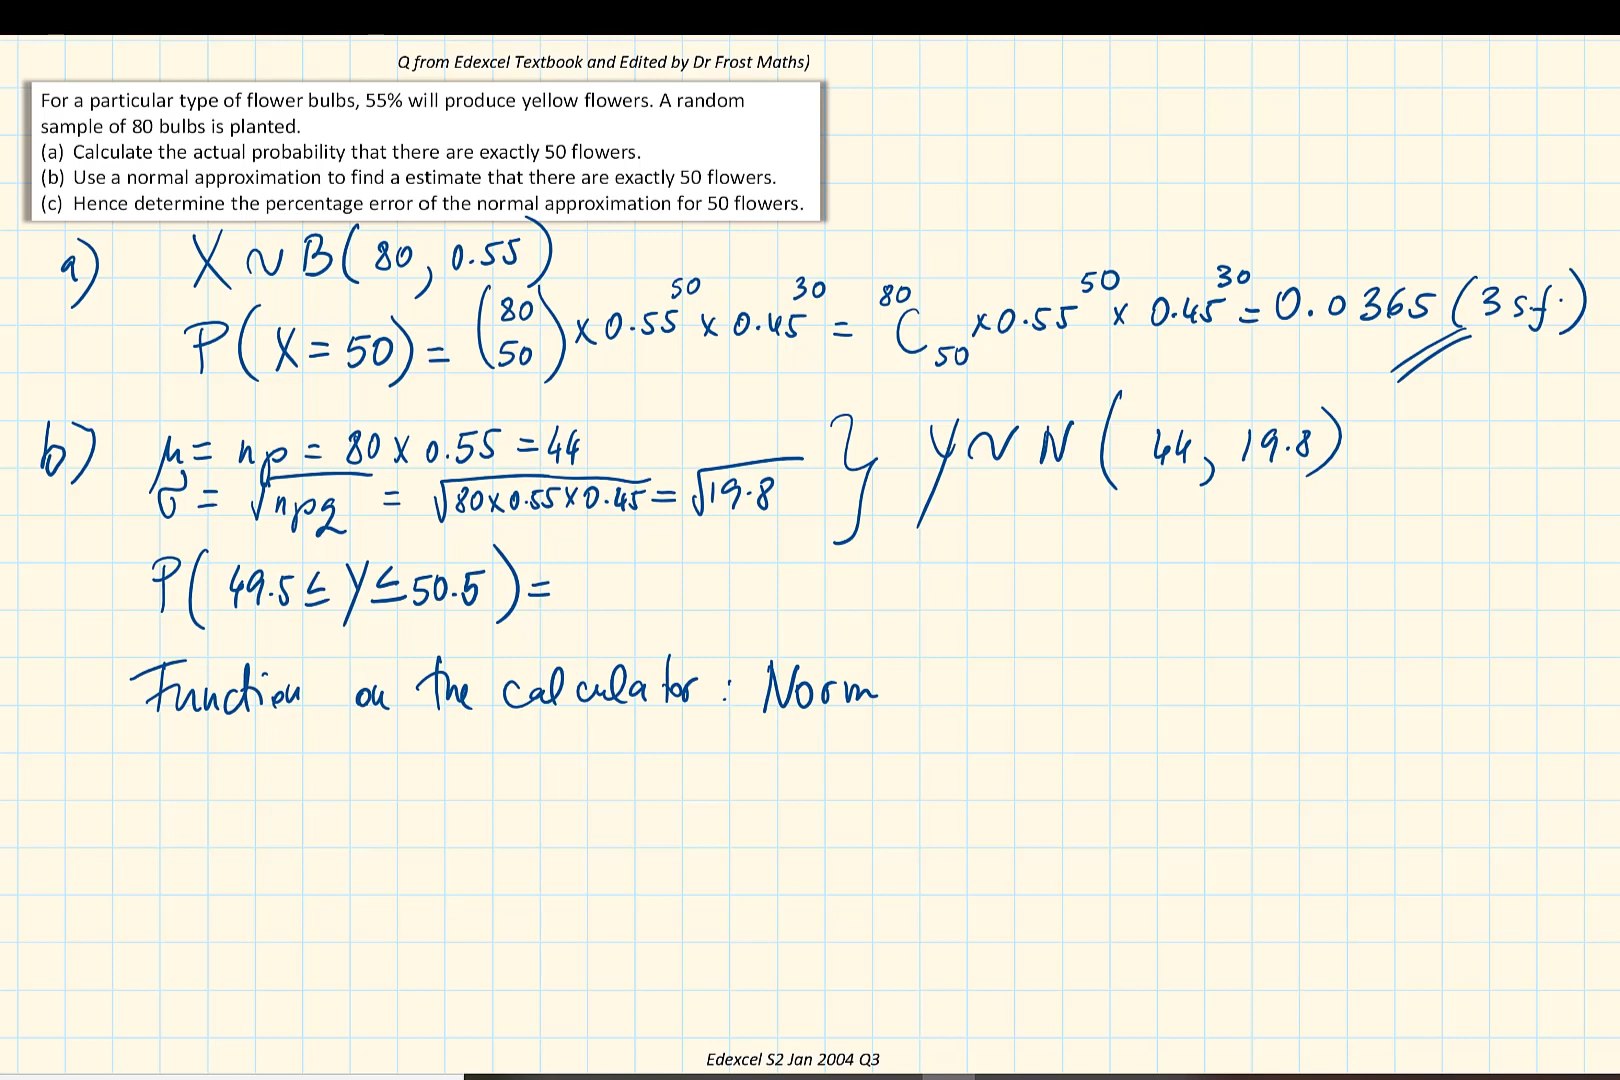 Q from Edexcel Textbook and Edited by Dr Frost Maths)
For a particular type of flower bulbs, 55% will produce yellow flowers. A random
sample of 80 bulbs is planted.
(a) Calculate the actual probability that there are exactly 50 flowers.
(b) Use a normal approximation to find a estimate that there are exactly 50 flowers.
(c) Hence determine the percentage error of the normal approximation for 50 flowers.
a) X ~ B(80, 0.55)
P(X=50) = (80 50) × 0.55^50 × 0.45^30 = ^80C_50 × 0.55^50 × 0.45^30 = 0.0365 (3 sf.)
b) μ = np = 80 × 0.55 = 44 } Y ~ N(44, 19.8)
σ = √npq = √80×0.55×0.45 = √19.8
P(49.5 ≤ Y ≤ 50.5) =
Function on the calculator : Norm
Edexcel S2 Jan 2004 Q3